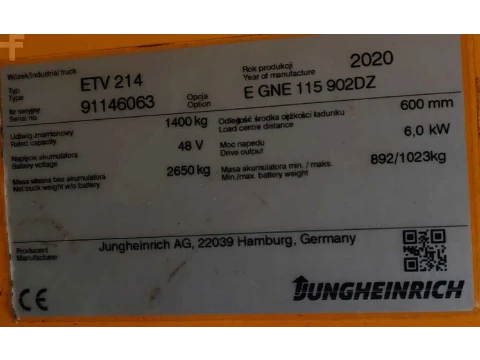 Wózek/Industrial truck
Typ
Type
ETV 214
Rok produkcji
Year of manufacture
2020
Nr seryjny
Serial no.
91146063
Opcja
Option
E GNE 115 902DZ
Udźwig znamionowy
Rated capacity
1400 kg
Odległość środka ciężkości ładunku
Load centre distance
600 mm
Napięcie akumulatora
Battery voltage
48 V
Moc napędu
Drive output
6,0 kW
Masa własna bez akumulatora
Net truck weight w/o battery
2650 kg
Masa akumulatora min. / maks.
Min./max. battery weight
892/1023kg
Producent
Manufacturer
Jungheinrich AG, 22039 Hamburg, Germany
CE
JUNGHEINRICH